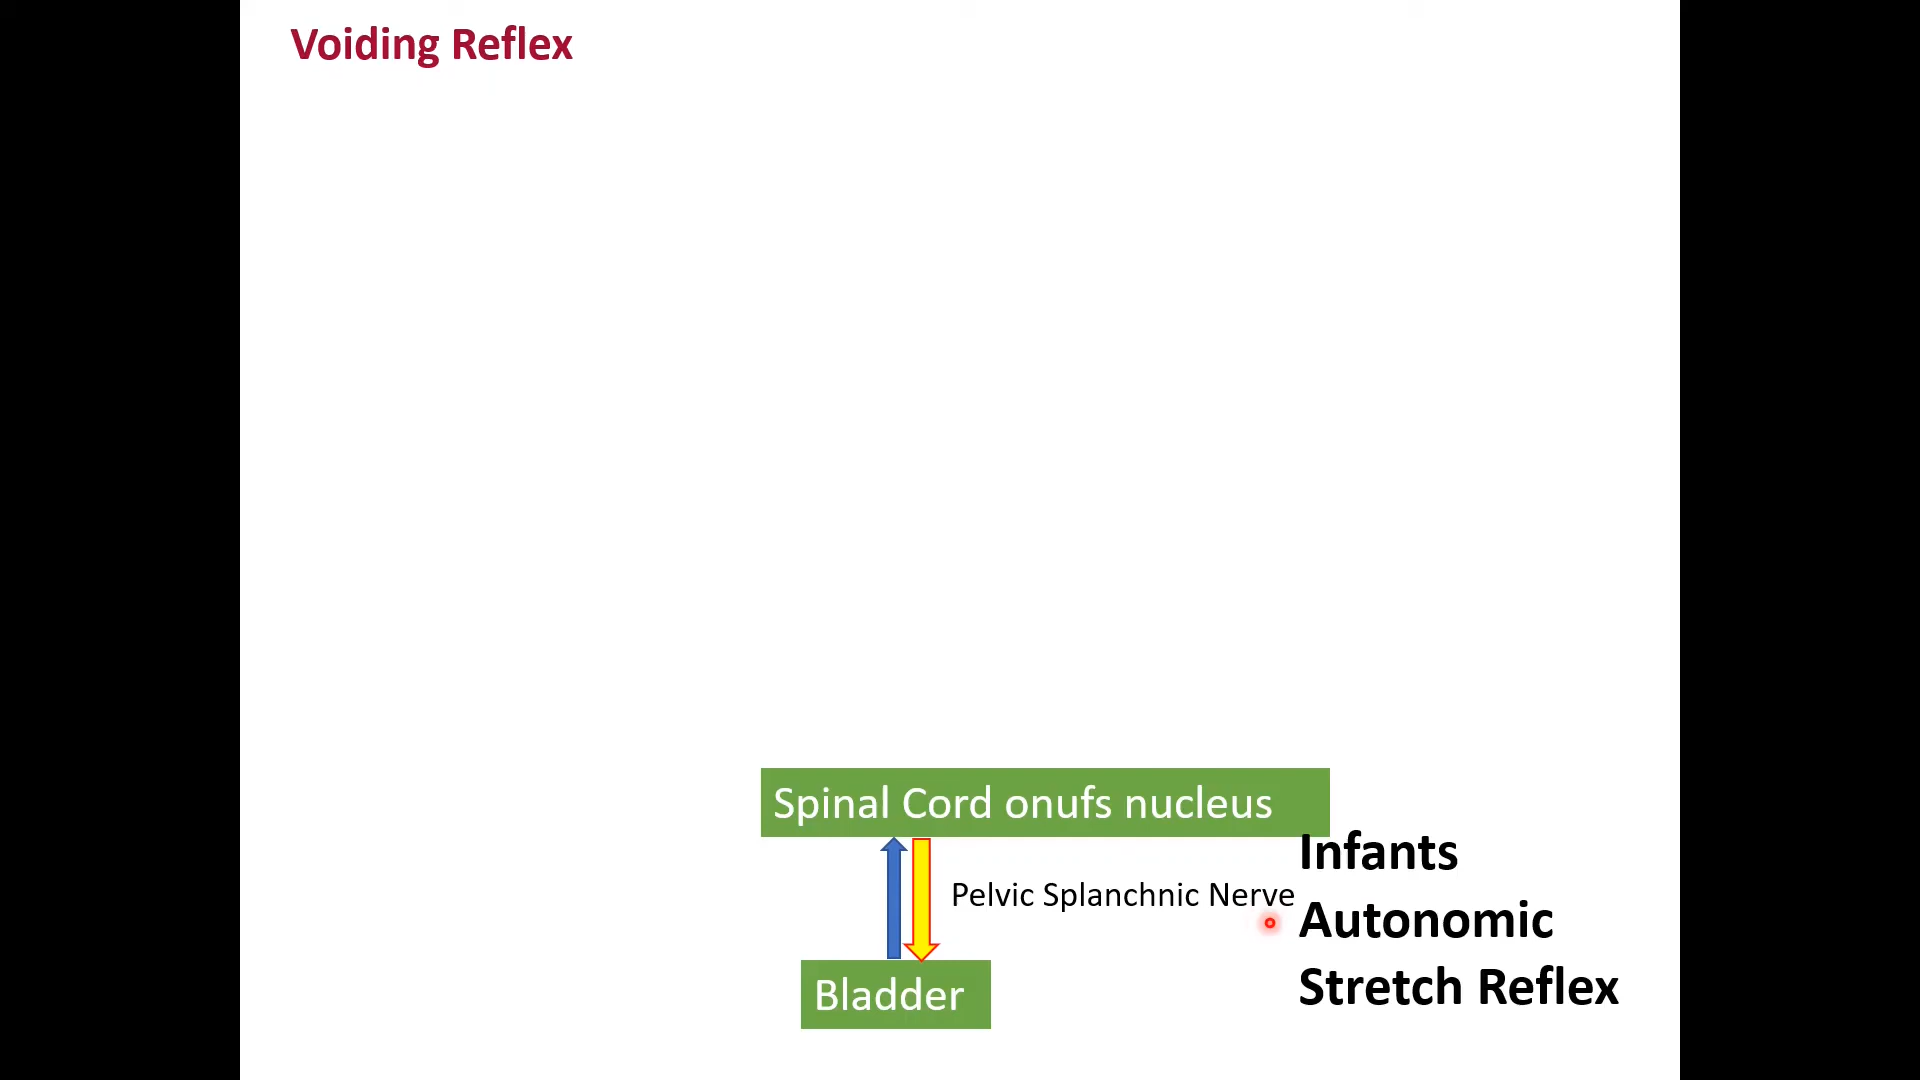 Voiding Reflex
Spinal Cord onufs nucleus
Infants
Pelvic Splanchnic Nerve
Autonomic
Stretch Reflex
Bladder